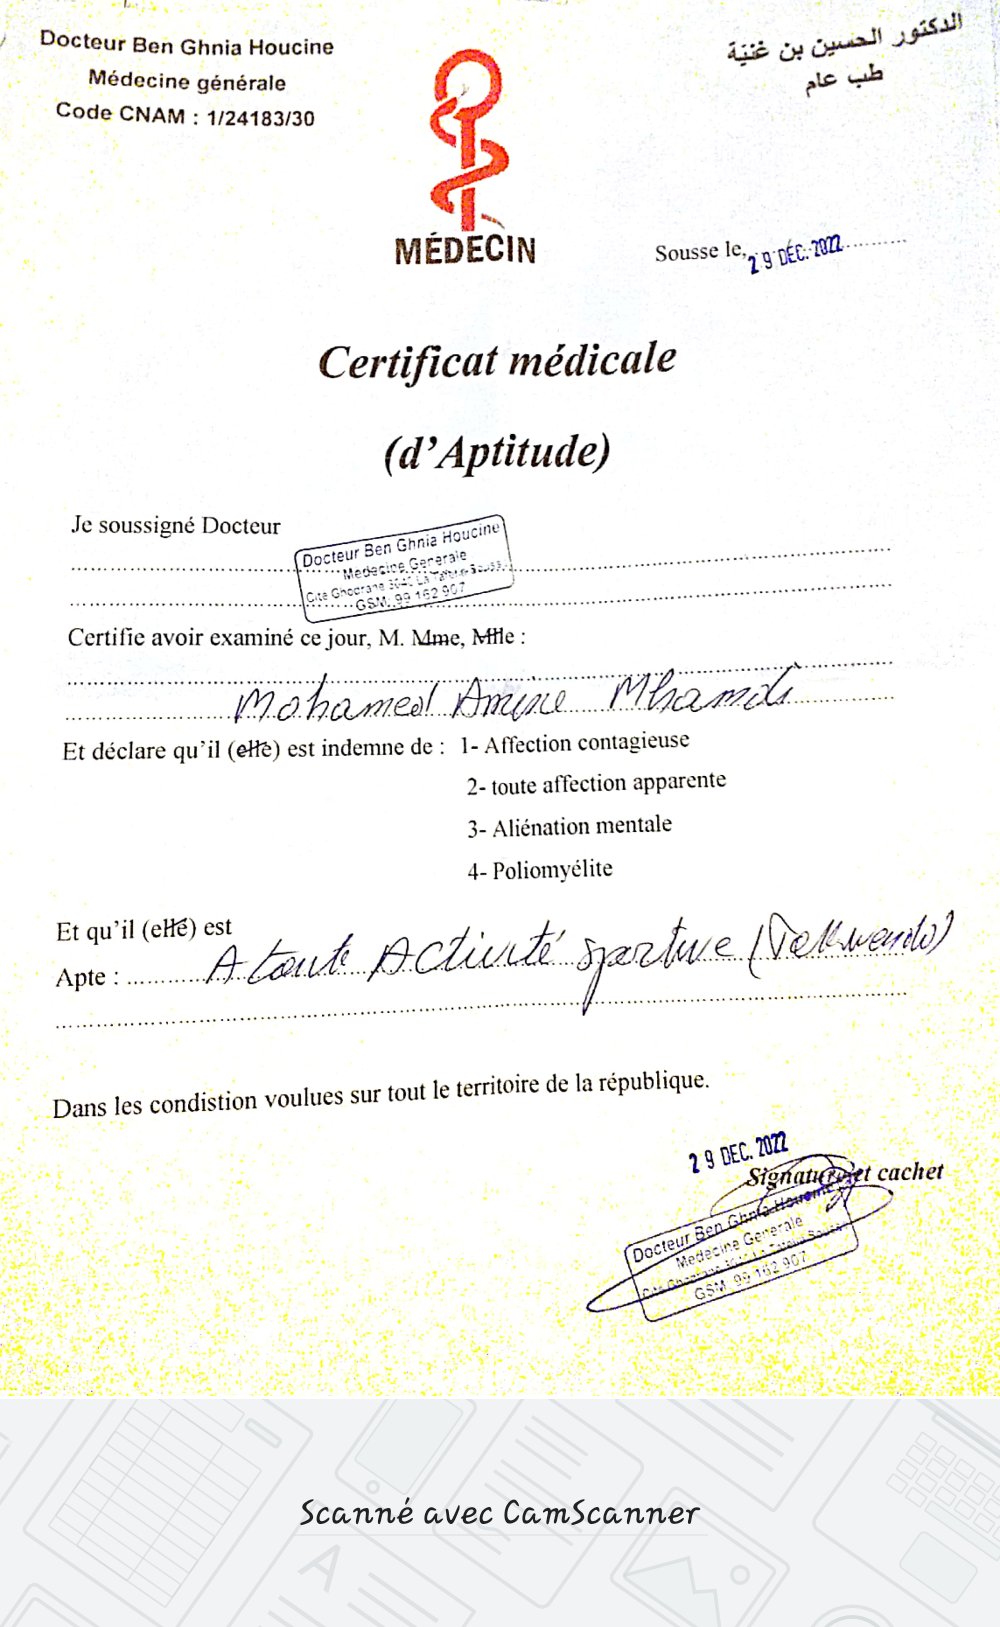 Docteur Ben Ghnia Houcine
Médecine générale
Code CNAM : 1/24183/30
الدكتور الحسين بن غنية
طب عام
MÉDECIN
Sousse le, 29 DÉC. 2022
Certificat médicale
(d'Aptitude)
Je soussigné Docteur
Docteur Ben Ghnia Houcine
Medecine Generale
GSM: 99 162 907
Certifie avoir examiné ce jour, M. Mme, Mlle :
Mohamed Amine Mhamdi
Et déclare qu'il (elle) est indemne de : 1- Affection contagieuse
2- toute affection apparente
3- Aliénation mentale
4- Poliomyélite
Et qu'il (elle) est
Apte : A toute Activité sportive (Tekwendo)
Dans les condistion voulues sur tout le territoire de la république.
29 DEC. 2022
Signature et cachet
Docteur Ben Ghnia Houcine
Medecine Generale
GSM: 99 162 907
Scanné avec CamScanner